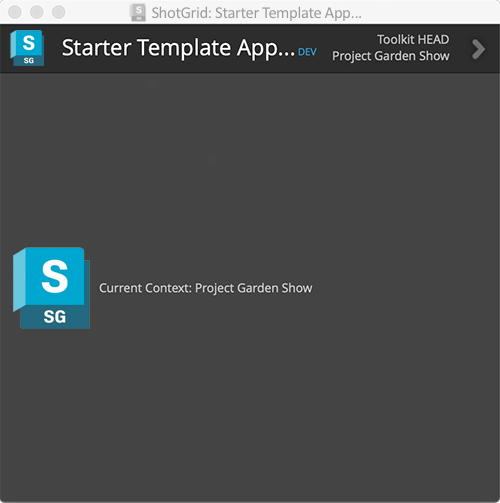 S ShotGrid: Starter Template App...
S
SG
Starter Template App... DEV
Toolkit HEAD
Project Garden Show
S
SG
Current Context: Project Garden Show